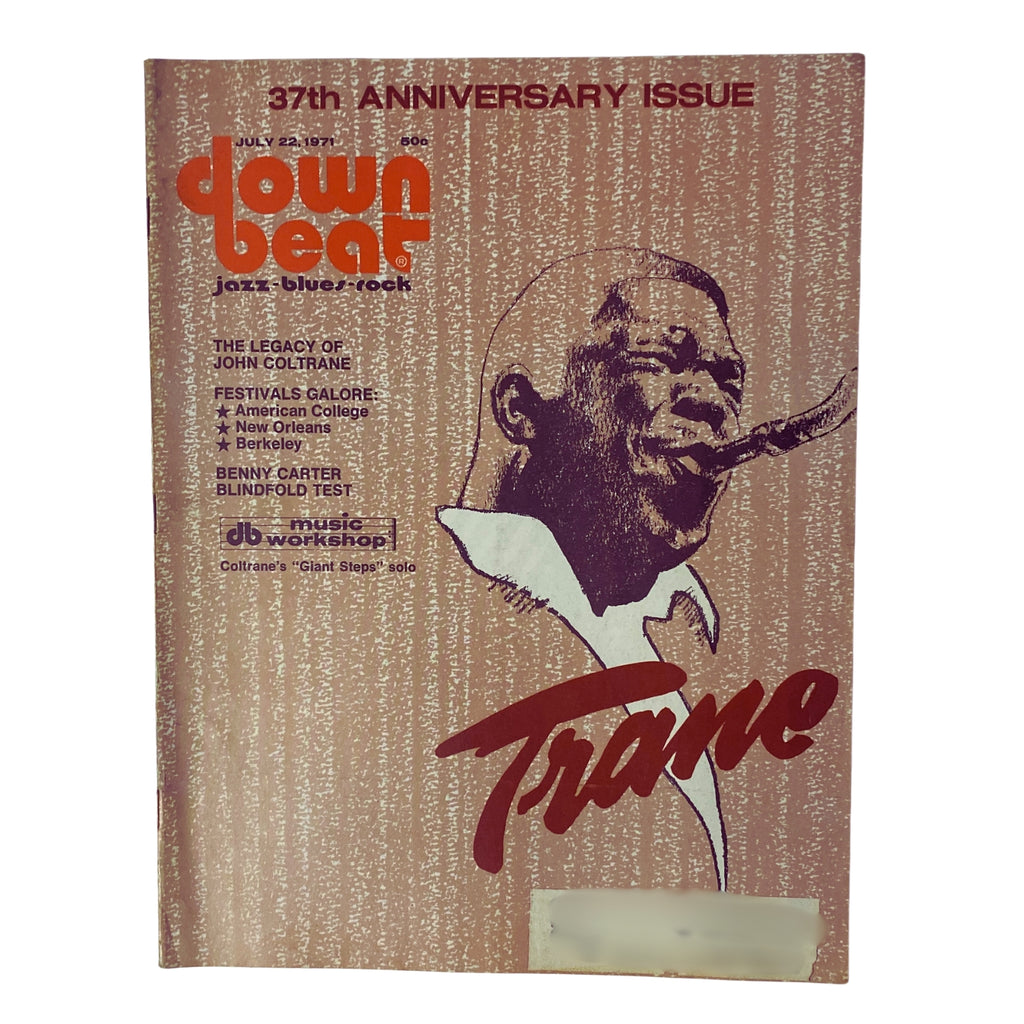 37th ANNIVERSARY ISSUE
JULY 22, 1971 50¢
down
beat®
jazz-blues-rock
THE LEGACY OF
JOHN COLTRANE
FESTIVALS GALORE:
★ American College
★ New Orleans
★ Berkeley
BENNY CARTER
BLINDFOLD TEST
db music
workshop
Coltrane's "Giant Steps" solo
Trane